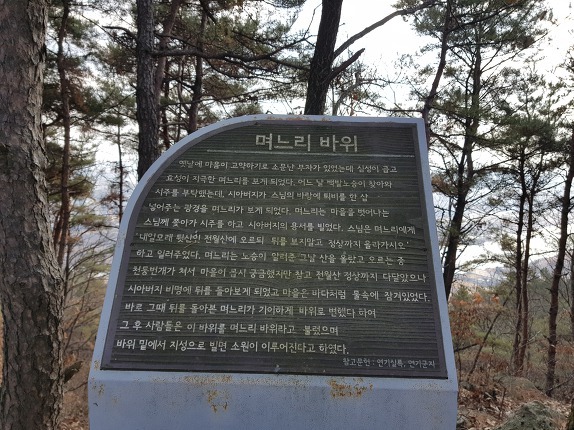 며느리 바위
옛날에 마음이 고약하기로 소문난 부자가 있었는데 심성이 곱고
효성이 지극한 며느리를 보게 되었다. 어느 날 백발노승이 찾아와
시주를 부탁했는데, 시아버지가 스님의 바랑에 퇴비를 한 삽
넣어주는 광경을 며느리가 보게 되었다. 며느리는 마을을 벗어나는
스님께 쫓아가 시주를 하고 시아버지의 용서를 빌었다. 스님은 며느리에게
'내일모레 뒷산이 전월산에 오르되 뒤를 보지말고 정상까지 올라가시오'
하고 일러주었다. 며느리는 노승이 알려준 그날 산을 올랐고 오르는 중
천둥번개가 쳐서 마을이 몹시 궁금했지만 참고 전월산 정상까지 다달았으나
시아버지 비명에 뒤를 돌아보게 되었고 마을은 바다처럼 물속에 잠겨있었다.
바로 그때 뒤를 돌아본 며느리가 기이하게 바위로 변했다 하여
그 후 사람들은 이 바위를 며느리 바위라고 불렀으며
바위 밑에서 지성으로 빌면 소원이 이루어진다고 하였다.
참고문헌 : 연기실록, 연기군지